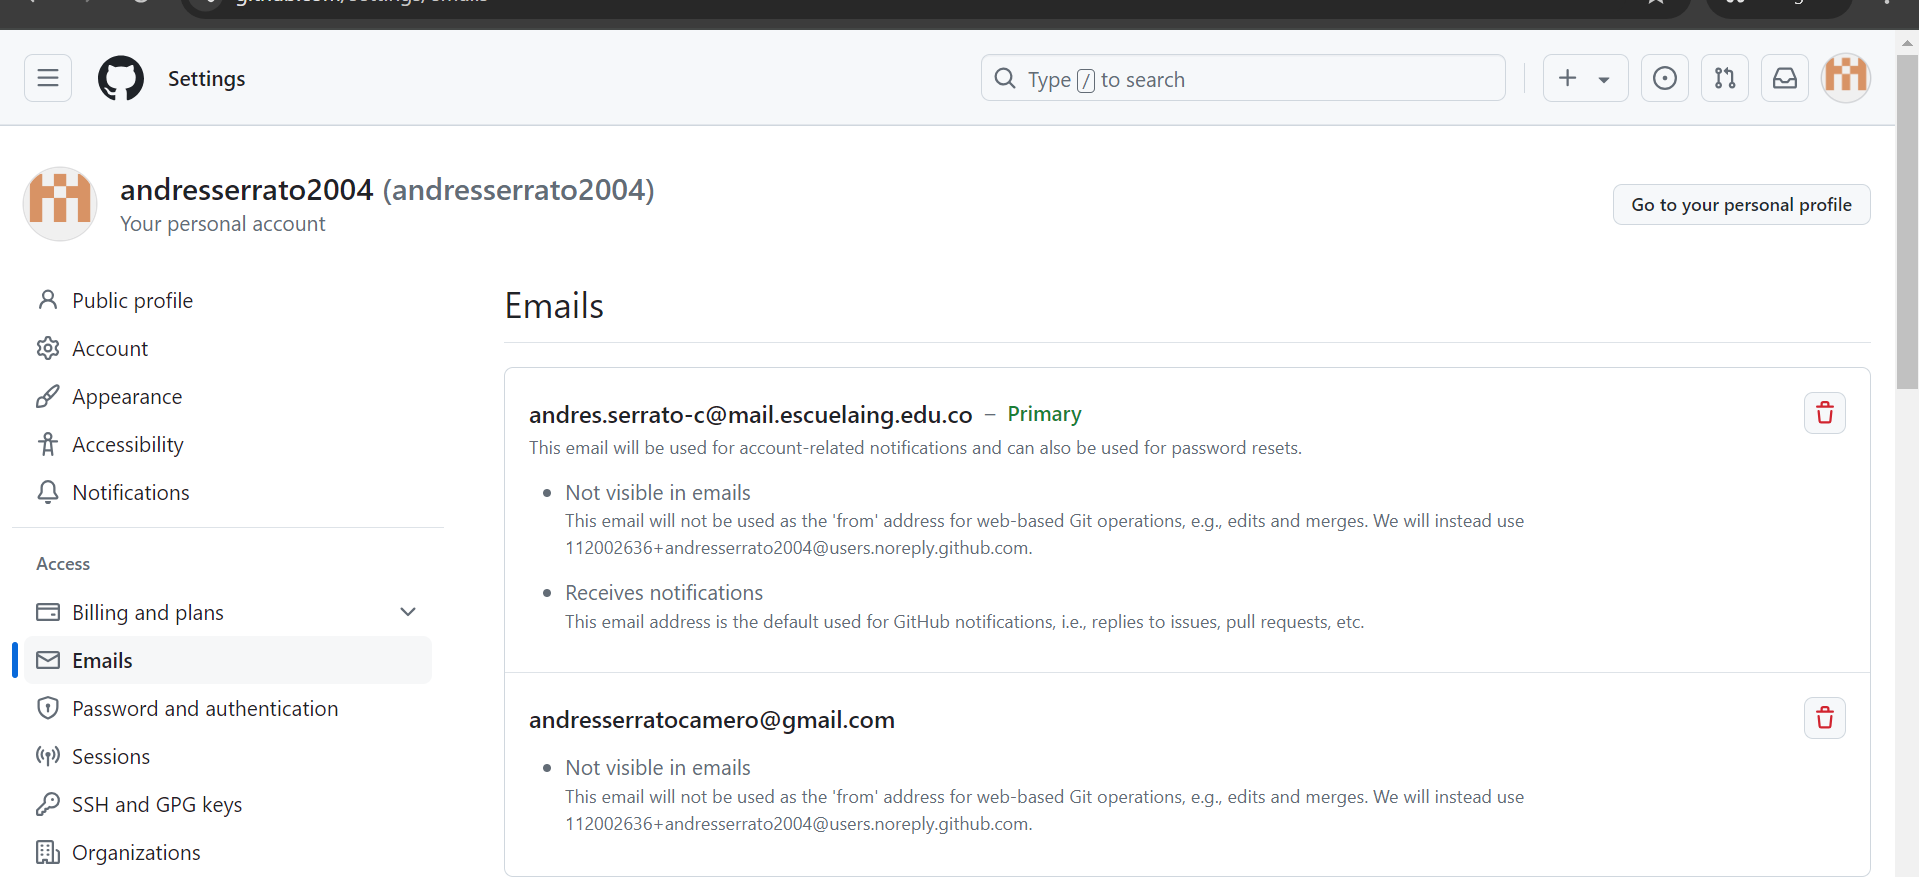 Settings
Type / to search
andresserrato2004 (andresserrato2004)
Your personal account
Go to your personal profile
Public profile
Account
Appearance
Accessibility
Notifications
Access
Billing and plans
Emails
Password and authentication
Sessions
SSH and GPG keys
Organizations
Emails
andres.serrato-c@mail.escuelaing.edu.co – Primary
This email will be used for account-related notifications and can also be used for password resets.
Not visible in emails
This email will not be used as the 'from' address for web-based Git operations, e.g., edits and merges. We will instead use
112002636+andresserrato2004@users.noreply.github.com.
Receives notifications
This email address is the default used for GitHub notifications, i.e., replies to issues, pull requests, etc.
andresserratocamero@gmail.com
Not visible in emails
This email will not be used as the 'from' address for web-based Git operations, e.g., edits and merges. We will instead use
112002636+andresserrato2004@users.noreply.github.com.